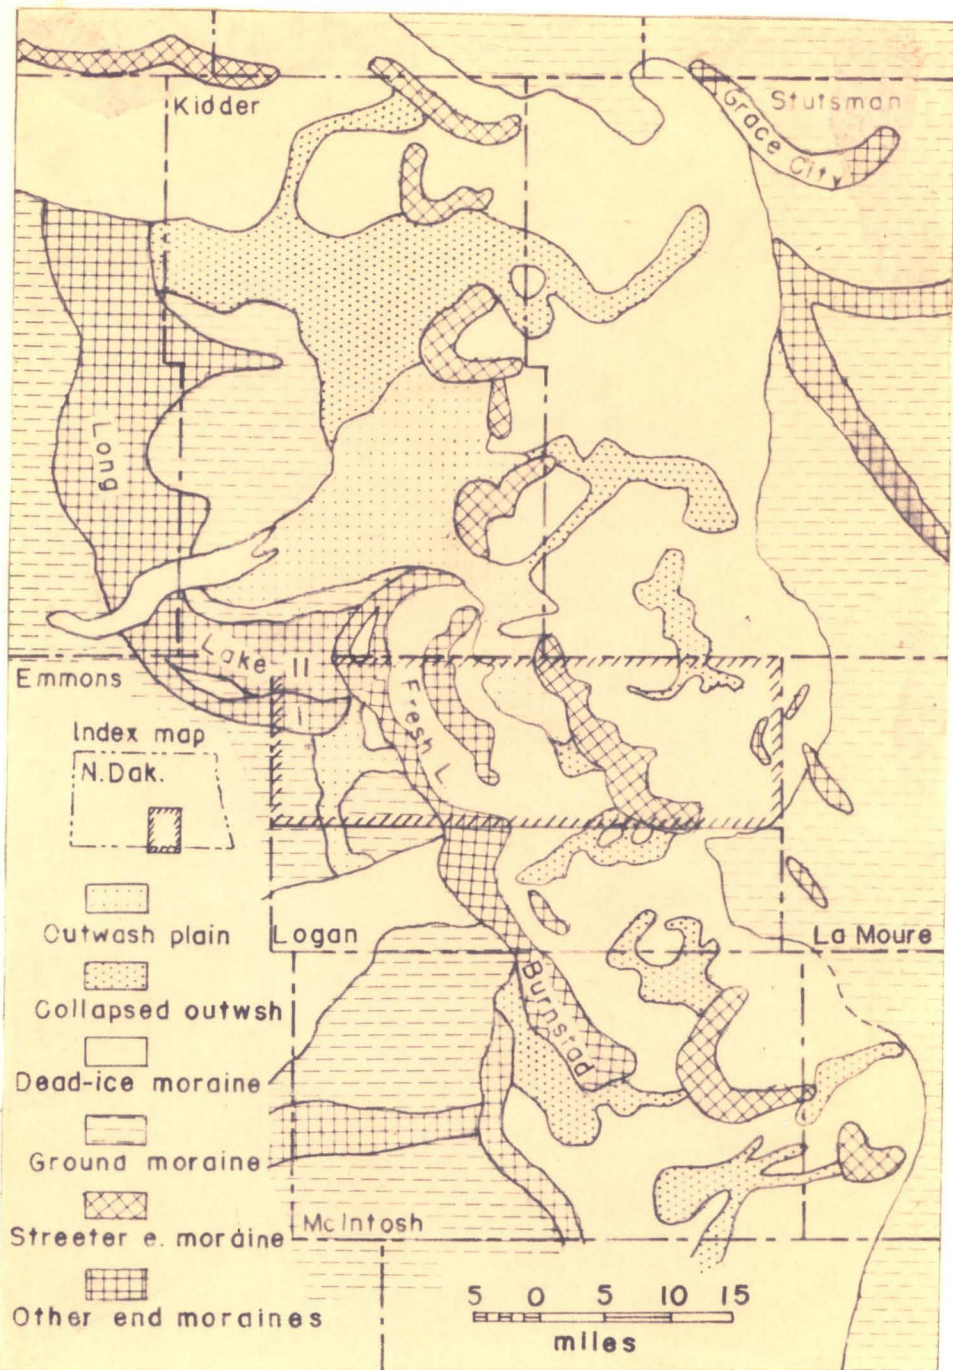 Kidder
Stutsman
Grace City
Long
Lake II
I
Emmons
Fresh L
Index map
N. Dak.
Outwash plain
Logan
La Moure
Collapsed outwsh
Burnstad
Dead-ice moraine
Ground moraine
McIntosh
Streeter e. moraine
Other end moraines
5 0 5 10 15
miles